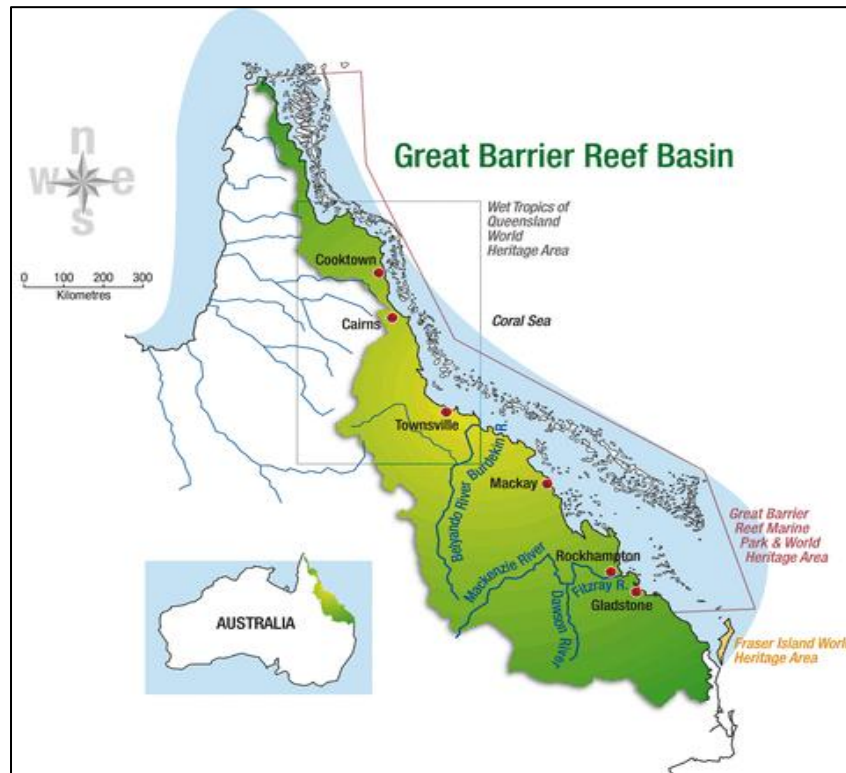 Great Barrier Reef Basin
n
w e
s
Wet Tropics of
Queensland
World
Heritage Area
Cooktown
0 100 200 300
Kilometres
Cairns
Coral Sea
Townsville
Burdekin R.
Belyando River
Mackay
Great Barrier
Reef Marine
Park & World
Heritage Area
Mackenzie River
Rockhampton
Fitzray R.
Gladstone
Dawson River
AUSTRALIA
Fraser Island World
Heritage Area